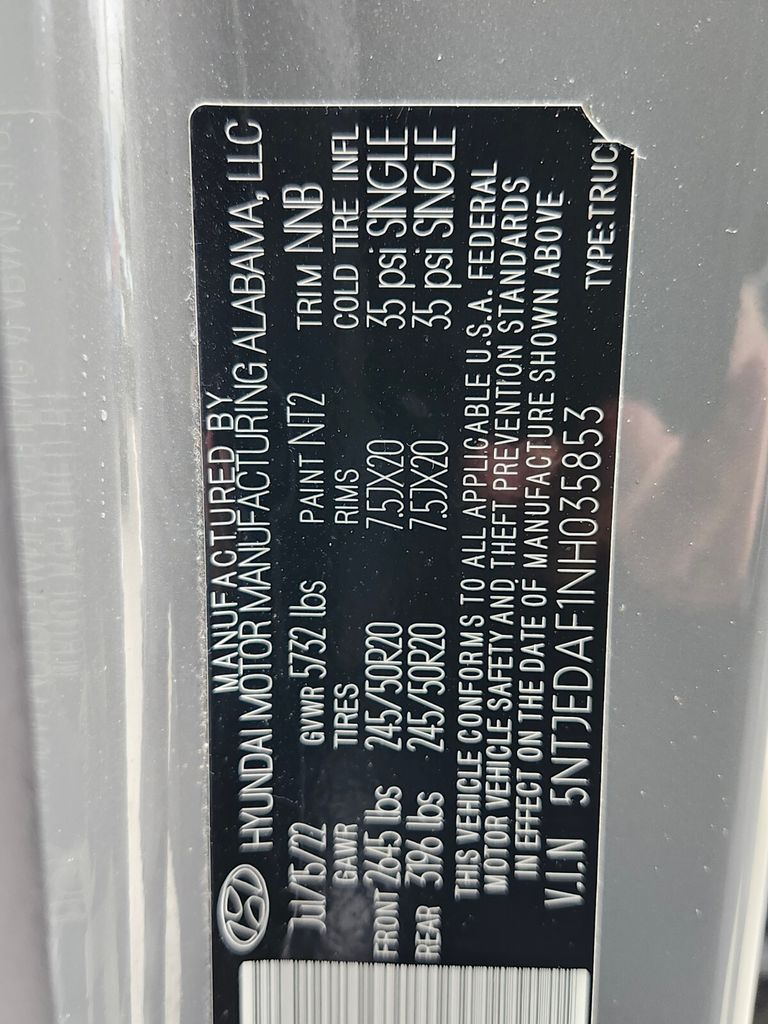 MANUFACTURED BY
HYUNDAI MOTOR MANUFACTURING ALABAMA, LLC
Jul/15/22 GVWR 5732 lbs PAINT NT2 TRIM NNB
GAWR TIRES RIMS COLD TIRE INFL
FRONT 2645 lbs 245/50R20 7.5JX20 35 psi SINGLE
REAR 3196 lbs 245/50R20 7.5JX20 35 psi SINGLE
THIS VEHICLE CONFORMS TO ALL APPLICABLE U.S.A. FEDERAL
MOTOR VEHICLE SAFETY AND THEFT PREVENTION STANDARDS
IN EFFECT ON THE DATE OF MANUFACTURE SHOWN ABOVE
V.I.N 5NTJEDAF1NH035853 TYPE:TRUCK